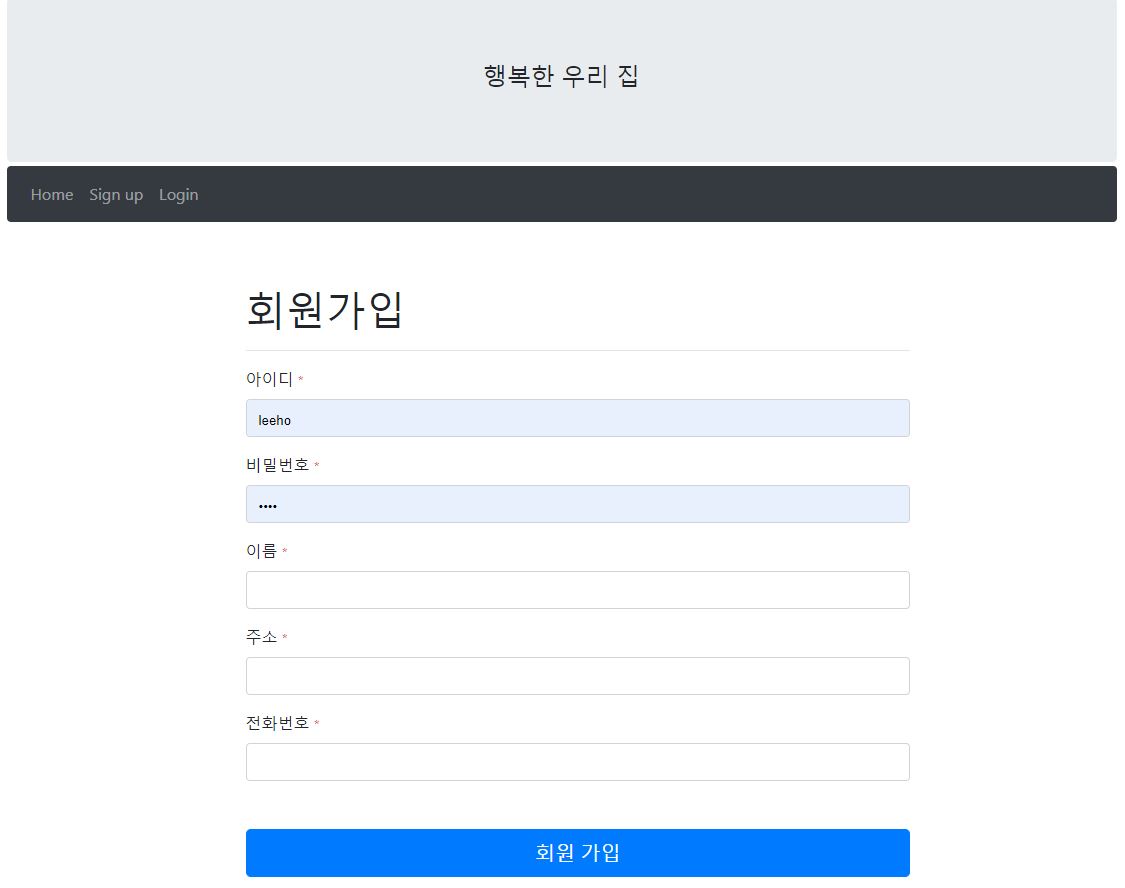 행복한 우리 집
Home Sign up Login
회원가입
아이디 *
leeho
비밀번호 *
••••
이름 *
주소 *
전화번호 *
회원 가입